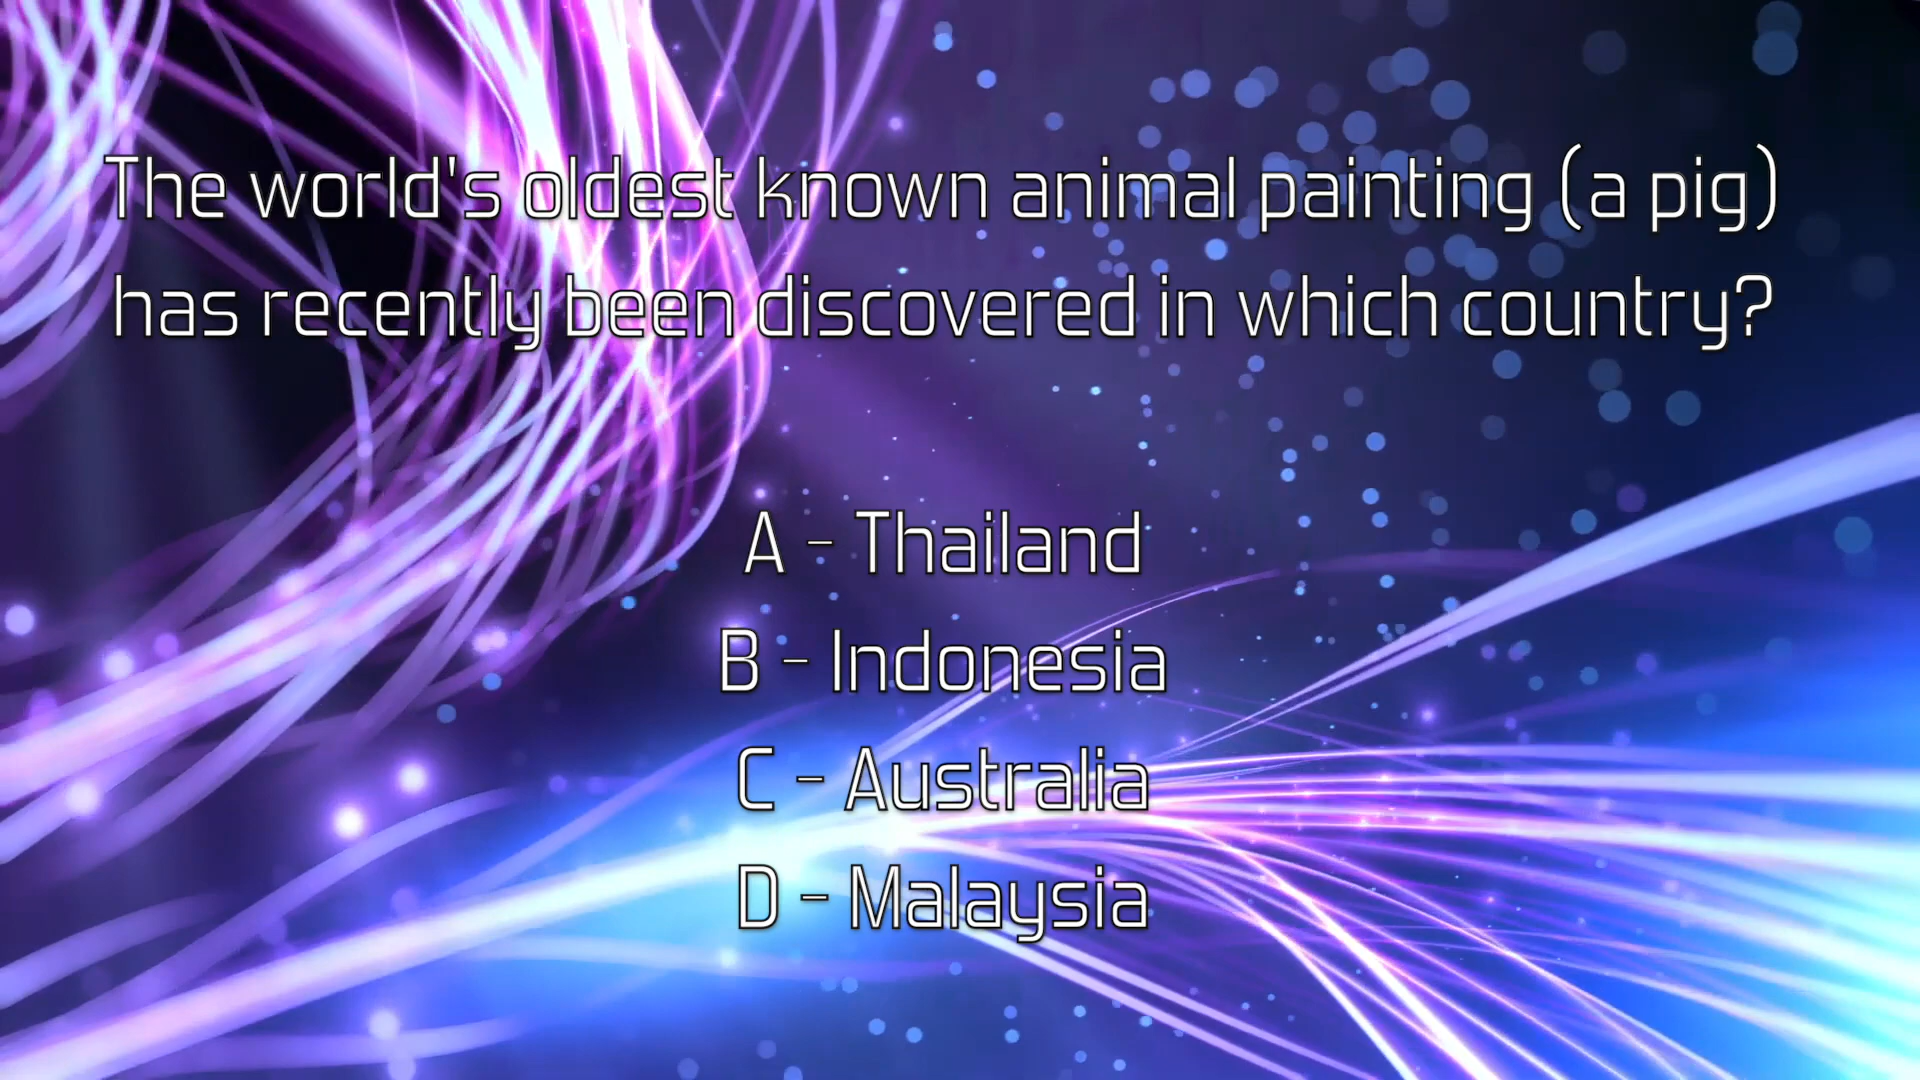 The world's oldest known animal painting (a pig)
has recently been discovered in which country?
A - Thailand
B - Indonesia
C - Australia
D - Malaysia